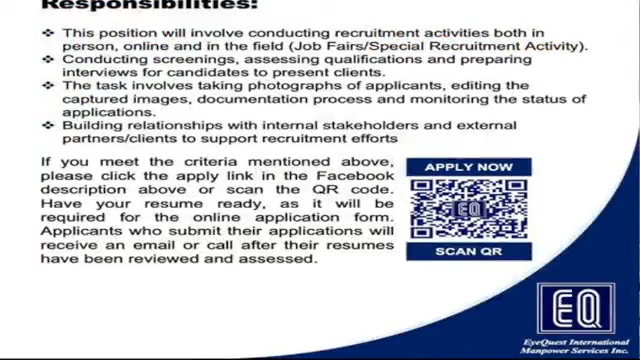 Responsibilities:
❖ This position will involve conducting recruitment activities both in
person, online and in the field (Job Fairs/Special Recruitment Activity).
❖ Conducting screenings, assessing qualifications and preparing
interviews for candidates to present clients.
❖ The task involves taking photographs of applicants, editing the
captured images, documentation process and monitoring the status of
applications.
❖ Building relationships with internal stakeholders and external
partners/clients to support recruitment efforts
If you meet the criteria mentioned above,
please click the apply link in the Facebook
description above or scan the QR code.
Have your resume ready, as it will be
required for the online application form.
Applicants who submit their applications will
receive an email or call after their resumes
have been reviewed and assessed.
APPLY NOW
EQ
SCAN QR
EQ
EyeQuest International
Manpower Services Inc.